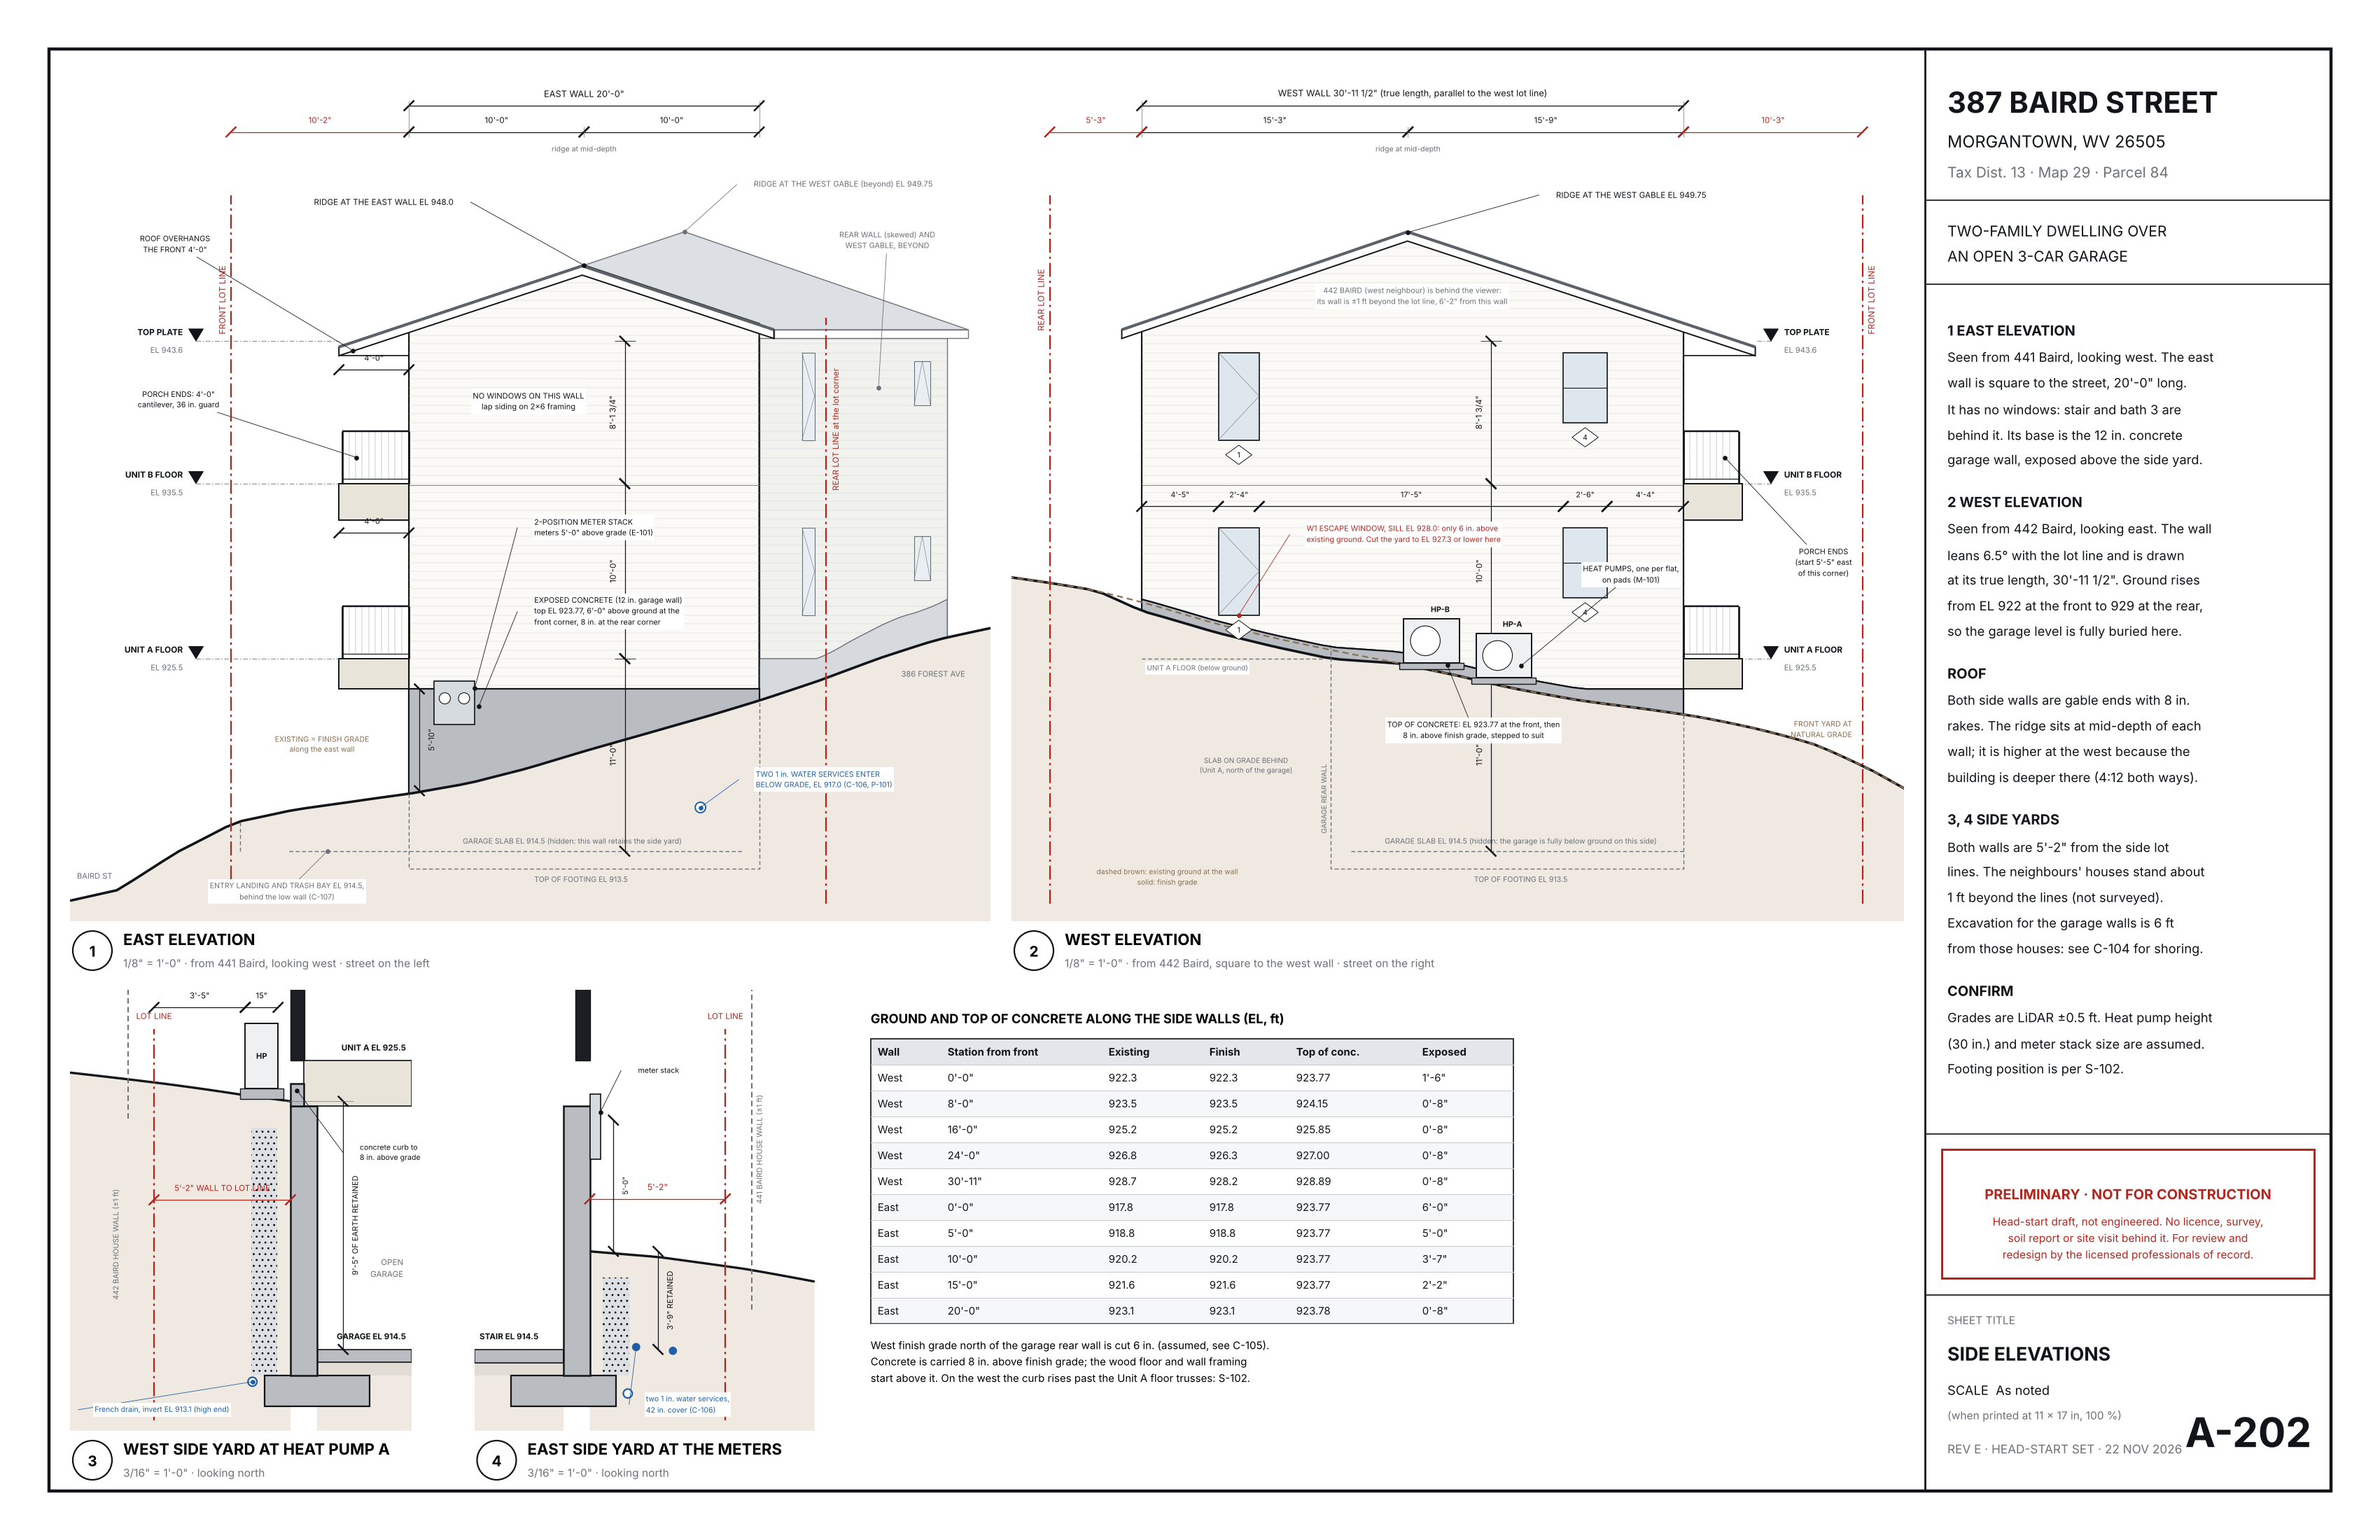 EAST WALL 20'-0"
10'-2"
10'-0"
10'-0"
ridge at mid-depth
RIDGE AT THE WEST GABLE (beyond) EL 949.75
RIDGE AT THE EAST WALL EL 948.0
ROOF OVERHANGS
THE FRONT 4'-0"
REAR WALL (skewed) AND
WEST GABLE, BEYOND
FRONT LOT LINE
TOP PLATE
EL 943.6
4'-0"
PORCH ENDS: 4'-0"
cantilever, 36 in. guard
NO WINDOWS ON THIS WALL
lap siding on 2×6 framing
8'-1 3/4"
REAR LOT LINE at the lot corner
UNIT B FLOOR
EL 935.5
4'-0"
2-POSITION METER STACK
meters 5'-0" above grade (E-101)
10'-0"
EXPOSED CONCRETE (12 in. garage wall)
top EL 923.77, 6'-0" above ground at the
front corner, 8 in. at the rear corner
UNIT A FLOOR
EL 925.5
386 FOREST AVE
EXISTING = FINISH GRADE
along the east wall
5'-10"
11'-0"
TWO 1 in. WATER SERVICES ENTER
BELOW GRADE, EL 917.0 (C-106, P-101)
GARAGE SLAB EL 914.5 (hidden: this wall retains the side yard)
BAIRD ST
ENTRY LANDING AND TRASH BAY EL 914.5,
behind the low wall (C-107)
TOP OF FOOTING EL 913.5
1
EAST ELEVATION
1/8" = 1'-0" · from 441 Baird, looking west · street on the left
WEST WALL 30'-11 1/2" (true length, parallel to the west lot line)
5'-3"
15'-3"
15'-9"
10'-3"
ridge at mid-depth
RIDGE AT THE WEST GABLE EL 949.75
REAR LOT LINE
FRONT LOT LINE
442 BAIRD (west neighbour) is behind the viewer:
its wall is ±1 ft beyond the lot line, 6'-2" from this wall
TOP PLATE
EL 943.6
8'-1 3/4"
1
4
UNIT B FLOOR
EL 935.5
4'-5"
2'-4"
17'-5"
2'-6"
4'-4"
W1 ESCAPE WINDOW, SILL EL 928.0: only 6 in. above
existing ground. Cut the yard to EL 927.3 or lower here
PORCH ENDS
(start 5'-5" east
of this corner)
HEAT PUMPS, one per flat,
on pads (M-101)
10'-0"
HP-B
HP-A
1
4
UNIT A FLOOR
EL 925.5
UNIT A FLOOR (below ground)
TOP OF CONCRETE: EL 923.77 at the front, then
8 in. above finish grade, stepped to suit
FRONT YARD AT
NATURAL GRADE
SLAB ON GRADE BEHIND
(Unit A, north of the garage)
GARAGE REAR WALL
11'-0"
GARAGE SLAB EL 914.5 (hidden: the garage is fully below ground on this side)
dashed brown: existing ground at the wall
solid: finish grade
TOP OF FOOTING EL 913.5
2
WEST ELEVATION
1/8" = 1'-0" · from 442 Baird, square to the west wall · street on the right
3'-5"
15"
LOT LINE
HP
UNIT A EL 925.5
concrete curb to
8 in. above grade
5'-2" WALL TO LOT LINE
442 BAIRD HOUSE WALL (±1 ft)
9'-5" OF EARTH RETAINED
OPEN
GARAGE
GARAGE EL 914.5
French drain, invert EL 913.1 (high end)
3
WEST SIDE YARD AT HEAT PUMP A
3/16" = 1'-0" · looking north
LOT LINE
meter stack
441 BAIRD HOUSE WALL (±1 ft)
5'-0"
5'-2"
3'-9" RETAINED
STAIR EL 914.5
two 1 in. water services,
42 in. cover (C-106)
4
EAST SIDE YARD AT THE METERS
3/16" = 1'-0" · looking north
GROUND AND TOP OF CONCRETE ALONG THE SIDE WALLS (EL, ft)
Wall Station from front Existing Finish Top of conc. Exposed
West 0'-0" 922.3 922.3 923.77 1'-6"
West 8'-0" 923.5 923.5 924.15 0'-8"
West 16'-0" 925.2 925.2 925.85 0'-8"
West 24'-0" 926.8 926.3 927.00 0'-8"
West 30'-11" 928.7 928.2 928.89 0'-8"
East 0'-0" 917.8 917.8 923.77 6'-0"
East 5'-0" 918.8 918.8 923.77 5'-0"
East 10'-0" 920.2 920.2 923.77 3'-7"
East 15'-0" 921.6 921.6 923.77 2'-2"
East 20'-0" 923.1 923.1 923.78 0'-8"
West finish grade north of the garage rear wall is cut 6 in. (assumed, see C-105).
Concrete is carried 8 in. above finish grade; the wood floor and wall framing
start above it. On the west the curb rises past the Unit A floor trusses: S-102.
387 BAIRD STREET
MORGANTOWN, WV 26505
Tax Dist. 13 · Map 29 · Parcel 84
TWO-FAMILY DWELLING OVER
AN OPEN 3-CAR GARAGE
1 EAST ELEVATION
Seen from 441 Baird, looking west. The east
wall is square to the street, 20'-0" long.
It has no windows: stair and bath 3 are
behind it. Its base is the 12 in. concrete
garage wall, exposed above the side yard.
2 WEST ELEVATION
Seen from 442 Baird, looking east. The wall
leans 6.5° with the lot line and is drawn
at its true length, 30'-11 1/2". Ground rises
from EL 922 at the front to 929 at the rear,
so the garage level is fully buried here.
ROOF
Both side walls are gable ends with 8 in.
rakes. The ridge sits at mid-depth of each
wall; it is higher at the west because the
building is deeper there (4:12 both ways).
3, 4 SIDE YARDS
Both walls are 5'-2" from the side lot
lines. The neighbours' houses stand about
1 ft beyond the lines (not surveyed).
Excavation for the garage walls is 6 ft
from those houses: see C-104 for shoring.
CONFIRM
Grades are LiDAR ±0.5 ft. Heat pump height
(30 in.) and meter stack size are assumed.
Footing position is per S-102.
PRELIMINARY · NOT FOR CONSTRUCTION
Head-start draft, not engineered. No licence, survey,
soil report or site visit behind it. For review and
redesign by the licensed professionals of record.
SHEET TITLE
SIDE ELEVATIONS
SCALE As noted
(when printed at 11 × 17 in, 100 %)
REV E · HEAD-START SET · 22 NOV 2026
A-202